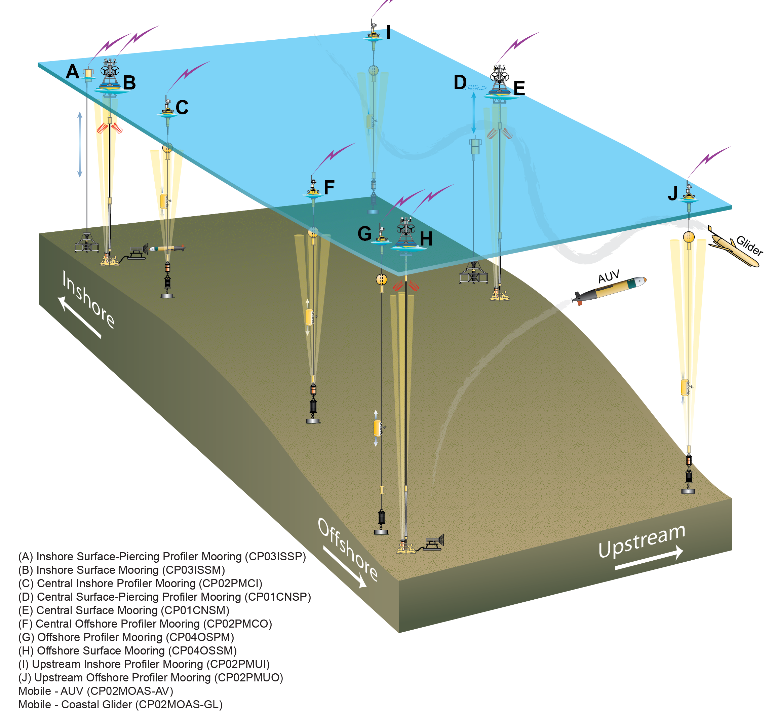 I
A
B
D
E
C
F
J
G
H
Glider
AUV
Inshore
Offshore
Upstream
(A) Inshore Surface-Piercing Profiler Mooring (CP03ISSP)
(B) Inshore Surface Mooring (CP03ISSM)
(C) Central Inshore Profiler Mooring (CP02PMCI)
(D) Central Surface-Piercing Profiler Mooring (CP01CNSP)
(E) Central Surface Mooring (CP01CNSM)
(F) Central Offshore Profiler Mooring (CP02PMCO)
(G) Offshore Profiler Mooring (CP04OSPM)
(H) Offshore Surface Mooring (CP04OSSM)
(I) Upstream Inshore Profiler Mooring (CP02PMUI)
(J) Upstream Offshore Profiler Mooring (CP02PMUO)
Mobile - AUV (CP02MOAS-AV)
Mobile - Coastal Glider (CP02MOAS-GL)